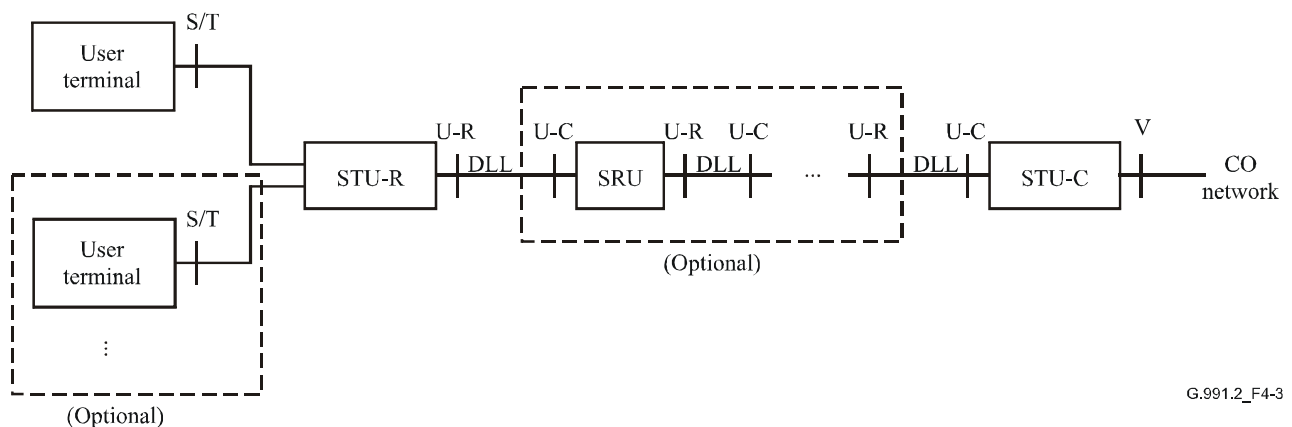 S/T
User
terminal
U-R
DLL
U-C
U-R
DLL
U-C
U-R
DLL
U-C
V
STU-R
SRU
...
STU-C
CO
network
S/T
User
terminal
(Optional)
⋮
(Optional)
G.991.2_F4-3